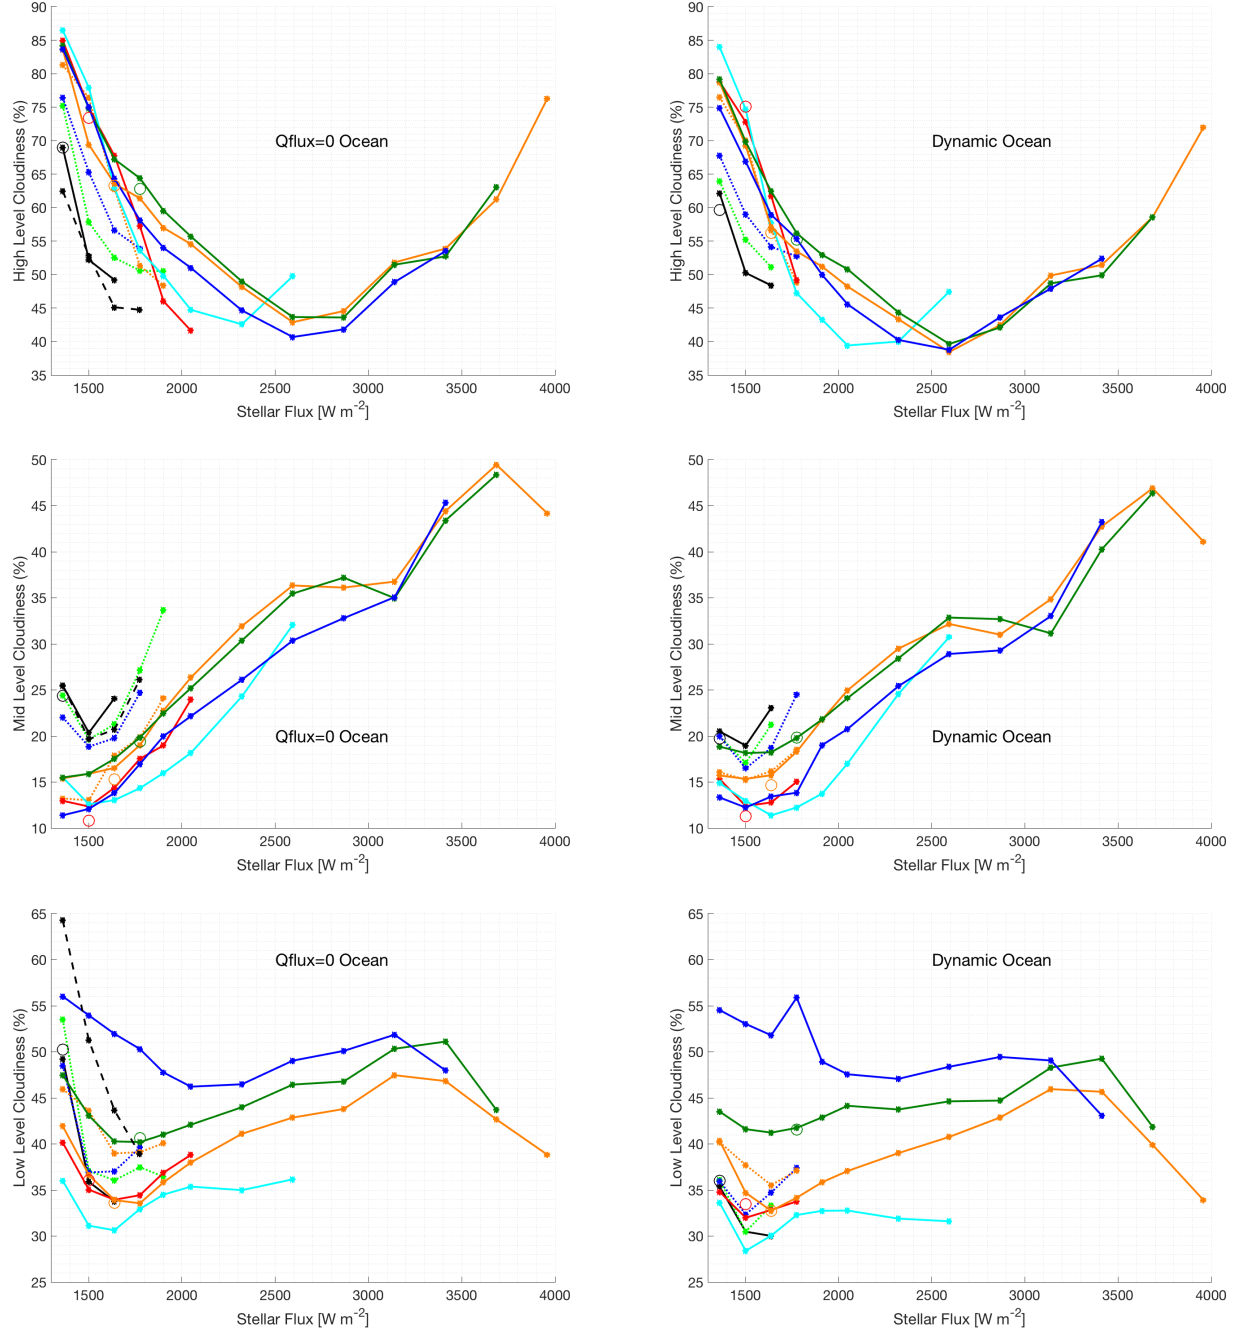 90
85
80
75
70
65
60
55
50
45
40
35
1500 2000 2500 3000 3500 4000
High Level Cloudiness (%)
Qflux=0 Ocean
Stellar Flux [W m-2]
90
85
80
75
70
65
60
55
50
45
40
35
1500 2000 2500 3000 3500 4000
High Level Cloudiness (%)
Dynamic Ocean
Stellar Flux [W m-2]
50
45
40
35
30
25
20
15
10
1500 2000 2500 3000 3500 4000
Mid Level Cloudiness (%)
Qflux=0 Ocean
Stellar Flux [W m-2]
50
45
40
35
30
25
20
15
10
1500 2000 2500 3000 3500 4000
Mid Level Cloudiness (%)
Dynamic Ocean
Stellar Flux [W m-2]
65
60
55
50
45
40
35
30
25
1500 2000 2500 3000 3500 4000
Low Level Cloudiness (%)
Qflux=0 Ocean
Stellar Flux [W m-2]
65
60
55
50
45
40
35
30
25
1500 2000 2500 3000 3500 4000
Low Level Cloudiness (%)
Dynamic Ocean
Stellar Flux [W m-2]